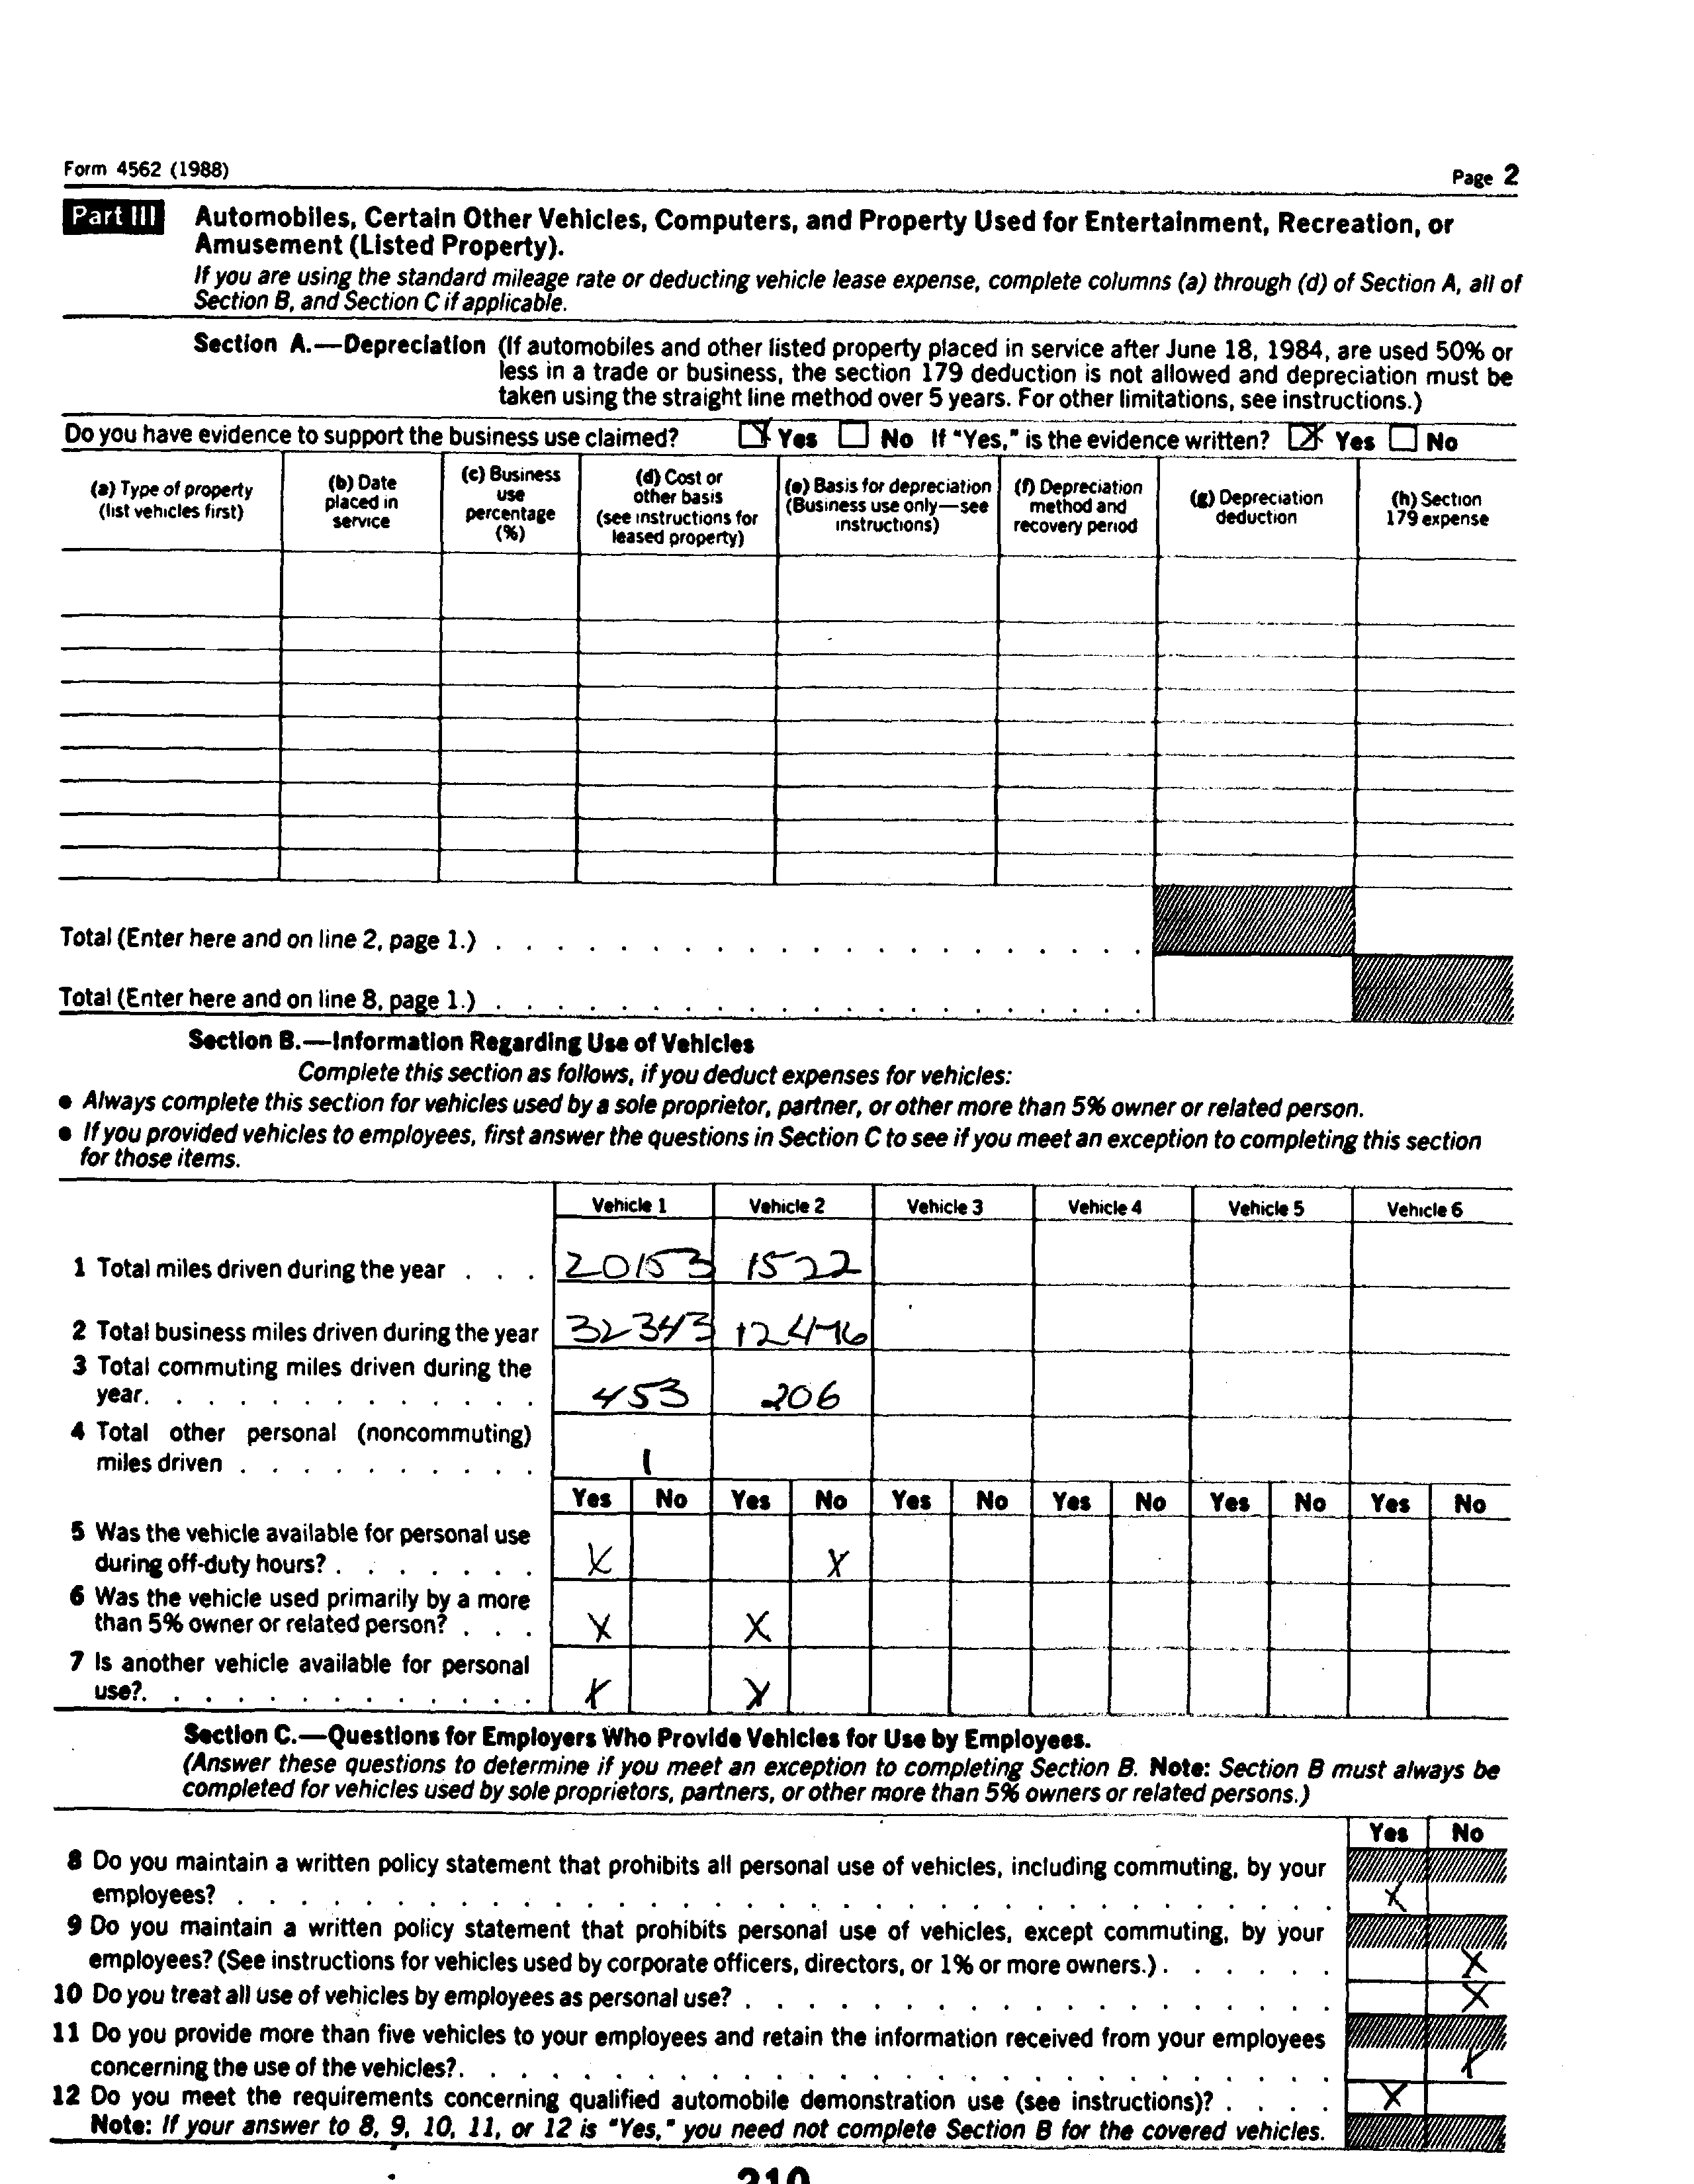 Form 4562 (1988)
Page 2
Part III Automobiles, Certain Other Vehicles, Computers, and Property Used for Entertainment, Recreation, or
Amusement (Listed Property).
If you are using the standard mileage rate or deducting vehicle lease expense, complete columns (a) through (d) of Section A, all of
Section B, and Section C if applicable.
Section A.—Depreciation (If automobiles and other listed property placed in service after June 18, 1984, are used 50% or
less in a trade or business, the section 179 deduction is not allowed and depreciation must be
taken using the straight line method over 5 years. For other limitations, see instructions.)
Do you have evidence to support the business use claimed? X Yes No If "Yes," is the evidence written? X Yes No
(a) Type of property
(list vehicles first)
(b) Date
placed in
service
(c) Business
use
percentage
(%)
(d) Cost or
other basis
(see instructions for
leased property)
(e) Basis for depreciation
(Business use only—see
instructions)
(f) Depreciation
method and
recovery period
(g) Depreciation
deduction
(h) Section
179 expense
Total (Enter here and on line 2, page 1.) . . . . . . . . . . . . . . . . . . . . .
Total (Enter here and on line 8, page 1.) . . . . . . . . . . . . . . . . . . . . .
Section B.—Information Regarding Use of Vehicles
Complete this section as follows, if you deduct expenses for vehicles:
● Always complete this section for vehicles used by a sole proprietor, partner, or other more than 5% owner or related person.
● If you provided vehicles to employees, first answer the questions in Section C to see if you meet an exception to completing this section
for those items.
Vehicle 1 Vehicle 2 Vehicle 3 Vehicle 4 Vehicle 5 Vehicle 6
1 Total miles driven during the year . . . 20153 1522
2 Total business miles driven during the year 32343 12476
3 Total commuting miles driven during the
year. . . . . . . . . . . . . 453 206
4 Total other personal (noncommuting)
miles driven . . . . . . . . . . 1
Yes No Yes No Yes No Yes No Yes No Yes No
5 Was the vehicle available for personal use
during off-duty hours? . . . . . . . X X
6 Was the vehicle used primarily by a more
than 5% owner or related person? . . . X X
7 Is another vehicle available for personal
use?. . . . . . . . . . . . . X X
Section C.—Questions for Employers Who Provide Vehicles for Use by Employees.
(Answer these questions to determine if you meet an exception to completing Section B. Note: Section B must always be
completed for vehicles used by sole proprietors, partners, or other more than 5% owners or related persons.)
Yes No
8 Do you maintain a written policy statement that prohibits all personal use of vehicles, including commuting, by your
employees? . . . . . . . . . . . . . . . . . . . . . . . . . . . . . . . . . . . X
9 Do you maintain a written policy statement that prohibits personal use of vehicles, except commuting, by your
employees? (See instructions for vehicles used by corporate officers, directors, or 1% or more owners.) . . . . . . X
10 Do you treat all use of vehicles by employees as personal use? . . . . . . . . . . . . . . . . . . . X
11 Do you provide more than five vehicles to your employees and retain the information received from your employees
concerning the use of the vehicles?. . . . . . . . . . . . . . . . . . . . . . . . . . . . X
12 Do you meet the requirements concerning qualified automobile demonstration use (see instructions)? . . . . X
Note: If your answer to 8, 9, 10, 11, or 12 is "Yes," you need not complete Section B for the covered vehicles.
210